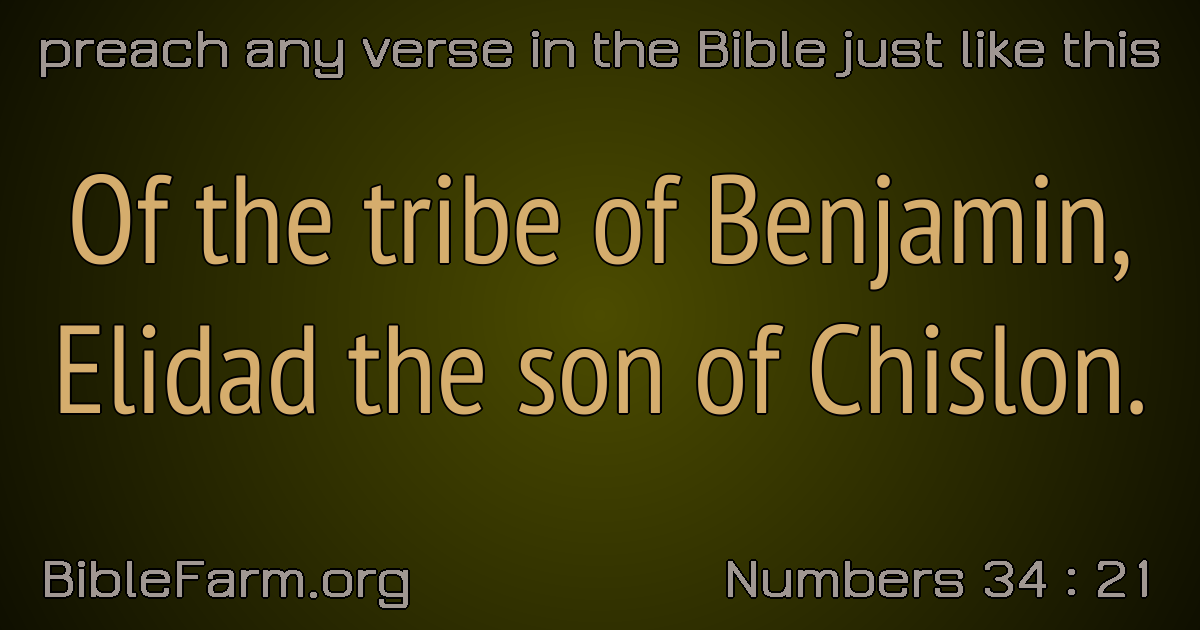 preach any verse in the Bible just like this
Of the tribe of Benjamin,
Elidad the son of Chislon.
BibleFarm.org
Numbers 34 : 21